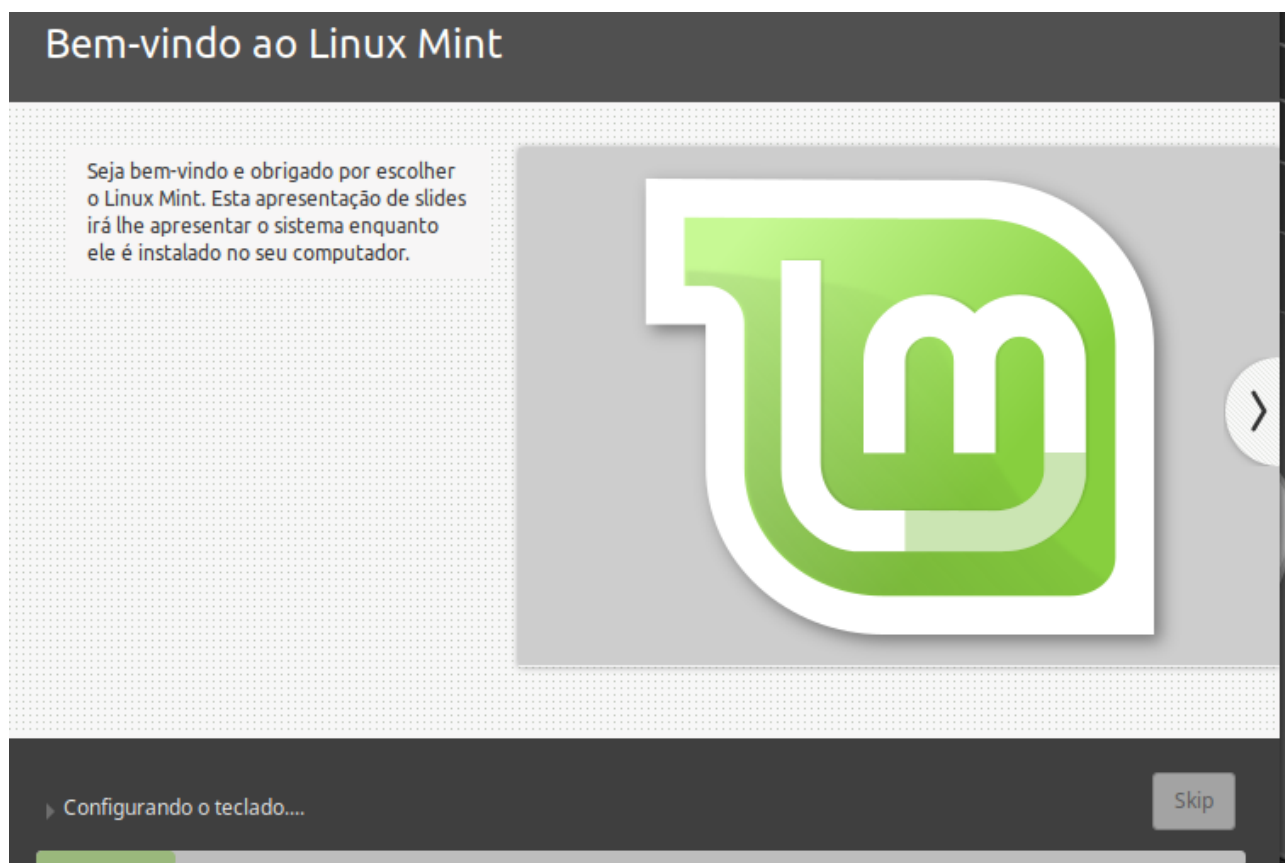 Bem-vindo ao Linux Mint
Seja bem-vindo e obrigado por escolher
o Linux Mint. Esta apresentação de slides
irá lhe apresentar o sistema enquanto
ele é instalado no seu computador.
Configurando o teclado....
Skip